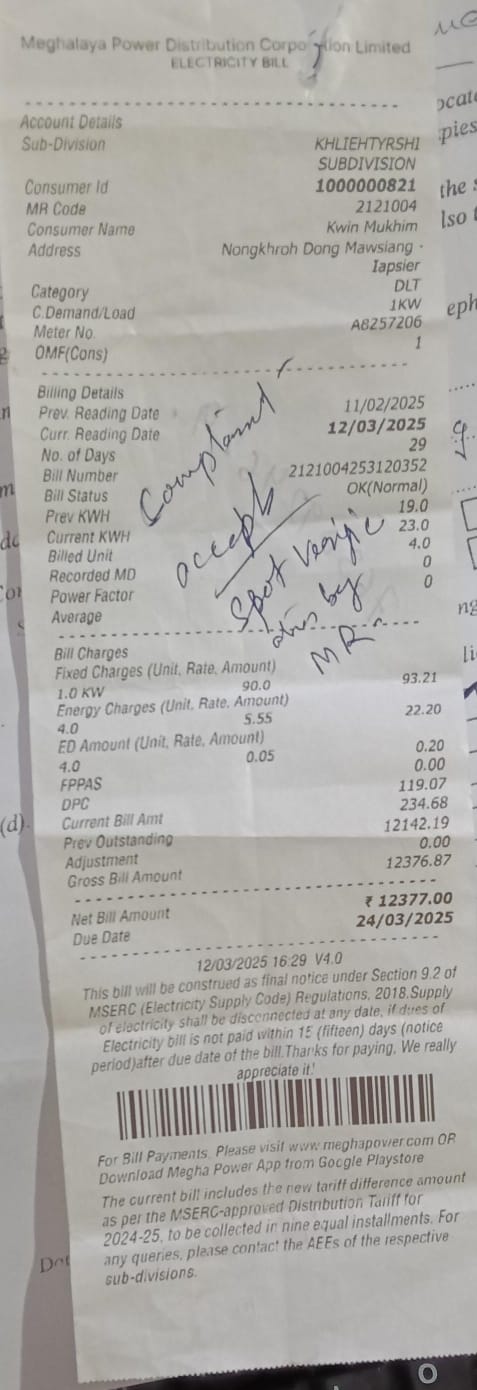 Meghalaya Power Distribution Corpo tion Limited
ELECTRICITY BILL
Account Details
Sub-Division KHLIEHTYRSHI
SUBDIVISION
Consumer Id 1000000821
MR Code 2121004
Consumer Name Kwin Mukhim
Address Nongkhroh Dong Mawsiang -
Iapsier
Category DLT
C.Demand/Load 1KW
Meter No. A8257206
OMF(Cons) 1
Billing Details
Prev. Reading Date 11/02/2025
Curr. Reading Date 12/03/2025
No. of Days 29
Bill Number 2121004253120352
Bill Status OK(Normal)
Prev KWH 19.0
Current KWH 23.0
Billed Unit 4.0
Recorded MD 0
Power Factor 0
Average
Complaint
accept
Spot
by
MR
Bill Charges
Fixed Charges (Unit, Rate, Amount)
1.0 KW 90.0 93.21
Energy Charges (Unit, Rate, Amount)
4.0 5.55 22.20
ED Amount (Unit, Rate, Amount)
4.0 0.05 0.20
FPPAS 0.00
DPC 119.07
Current Bill Amt 234.68
Prev Outstanding 12142.19
Adjustment 0.00
Gross Bill Amount 12376.87
Net Bill Amount ₹ 12377.00
Due Date 24/03/2025
12/03/2025 16:29 V4.0
This bill will be construed as final notice under Section 9.2 of
MSERC (Electricity Supply Code) Regulations, 2018.Supply
of electricity shall be disconnected at any date, if dues of
Electricity bill is not paid within 15 (fifteen) days (notice
period)after due date of the bill.Thanks for paying, We really
appreciate it!
For Bill Payments, Please visit www.meghapower.com OR
Download Megha Power App from Google Playstore
The current bill includes the new tariff difference amount
as per the MSERC-approved Distribution Tariff for
2024-25, to be collected in nine equal installments. For
any queries, please contact the AEEs of the respective
sub-divisions.
(d).
the